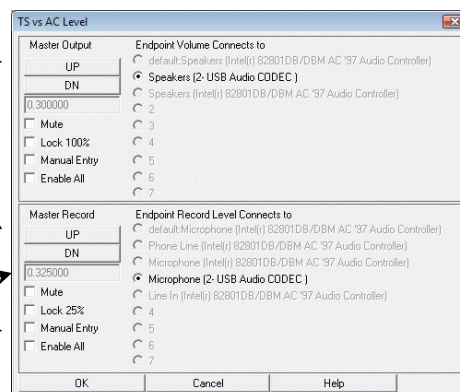 TS vs AC Level
Master Output
Endpoint Volume Connects to
UP
DN
0.300000
Mute
Lock 100%
Manual Entry
Enable All
default:Speakers (Intel(r) 82801DB/DBM AC '97 Audio Controller)
Speakers (2- USB Audio CODEC )
Speakers (Intel(r) 82801DB/DBM AC '97 Audio Controller)
2
3
4
5
6
7
Master Record
Endpoint Record Level Connects to
UP
DN
0.325000
Mute
Lock 25%
Manual Entry
Enable All
default:Microphone (Intel(r) 82801DB/DBM AC '97 Audio Controller)
Phone Line (Intel(r) 82801DB/DBM AC '97 Audio Controller)
Microphone (Intel(r) 82801DB/DBM AC '97 Audio Controller)
Microphone (2- USB Audio CODEC )
Line In (Intel(r) 82801DB/DBM AC '97 Audio Controller)
4
5
6
7
OK
Cancel
Help